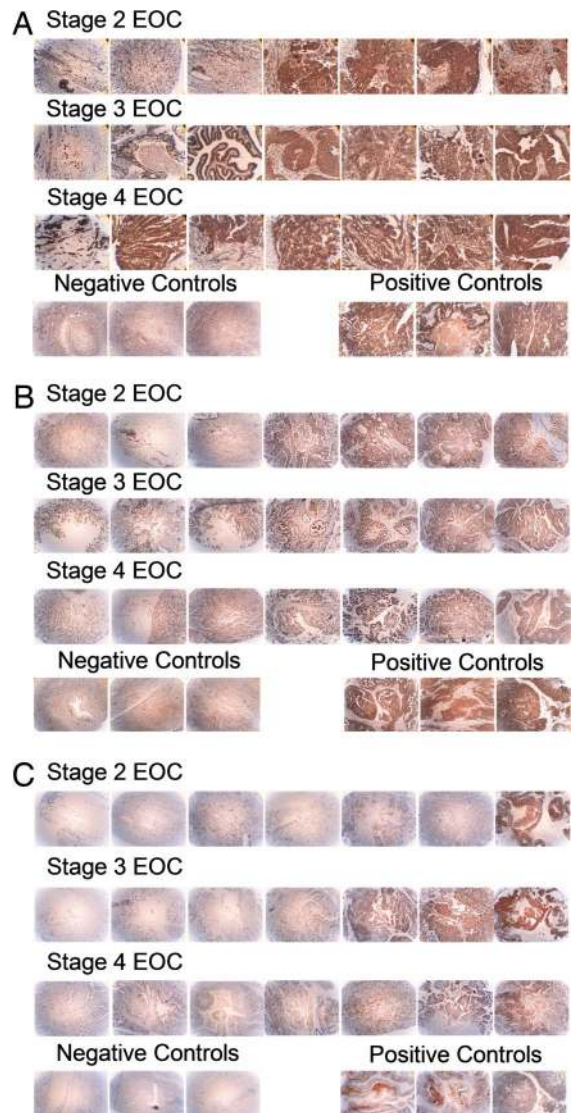 A Stage 2 EOC
Stage 3 EOC
Stage 4 EOC
Negative Controls Positive Controls
B Stage 2 EOC
Stage 3 EOC
Stage 4 EOC
Negative Controls Positive Controls
C Stage 2 EOC
Stage 3 EOC
Stage 4 EOC
Negative Controls Positive Controls